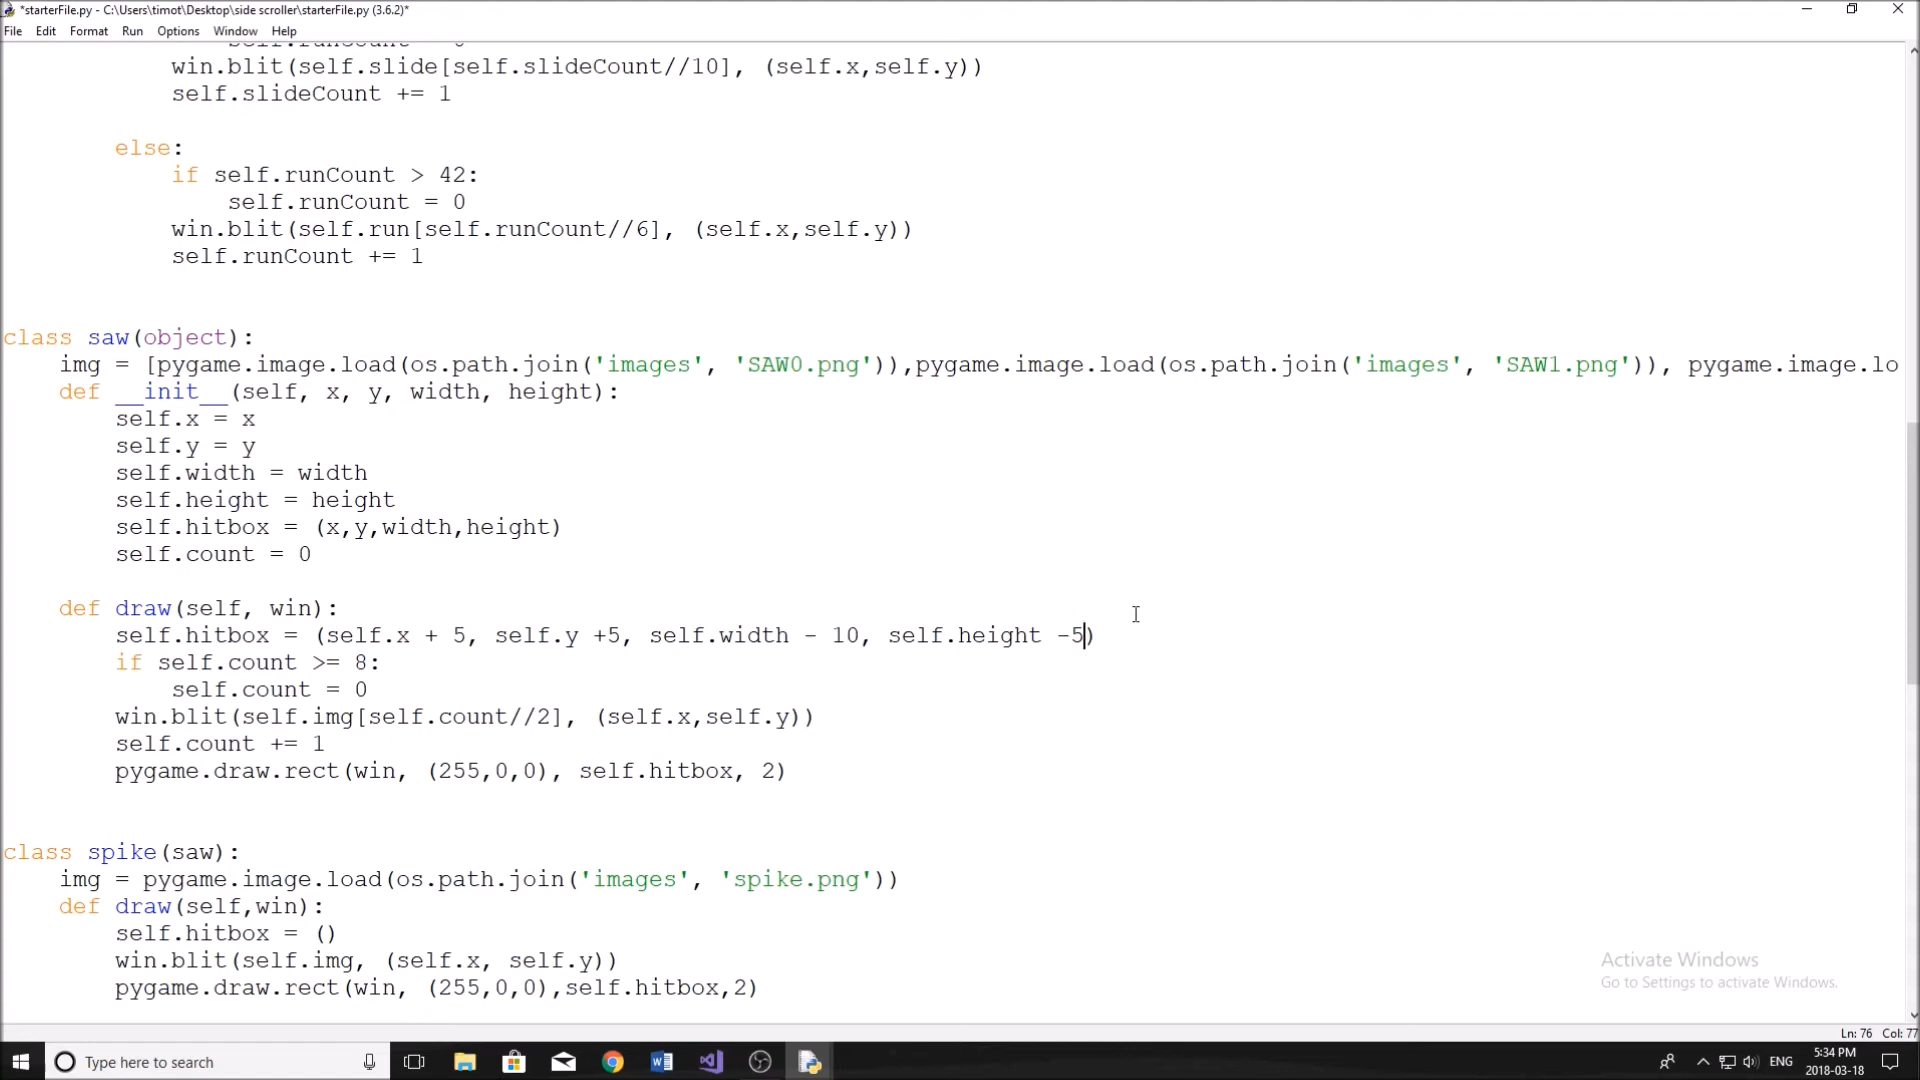 *starterFile.py - C:\Users\timot\Desktop\side scroller\starterFile.py (3.6.2)*
File Edit Format Run Options Window Help
win.blit(self.slide[self.slideCount//10], (self.x,self.y))
self.slideCount += 1
else:
if self.runCount > 42:
self.runCount = 0
win.blit(self.run[self.runCount//6], (self.x,self.y))
self.runCount += 1
class saw(object):
img = [pygame.image.load(os.path.join('images', 'SAW0.png')),pygame.image.load(os.path.join('images', 'SAW1.png')), pygame.image.lo
def __init__(self, x, y, width, height):
self.x = x
self.y = y
self.width = width
self.height = height
self.hitbox = (x,y,width,height)
self.count = 0
def draw(self, win):
self.hitbox = (self.x + 5, self.y +5, self.width - 10, self.height -5)
if self.count >= 8:
self.count = 0
win.blit(self.img[self.count//2], (self.x,self.y))
self.count += 1
pygame.draw.rect(win, (255,0,0), self.hitbox, 2)
class spike(saw):
img = pygame.image.load(os.path.join('images', 'spike.png'))
def draw(self,win):
self.hitbox = ()
win.blit(self.img, (self.x, self.y))
pygame.draw.rect(win, (255,0,0),self.hitbox,2)
Activate Windows
Go to Settings to activate Windows.
Ln: 76 Col: 77
Type here to search
ENG
5:34 PM
2018-03-18